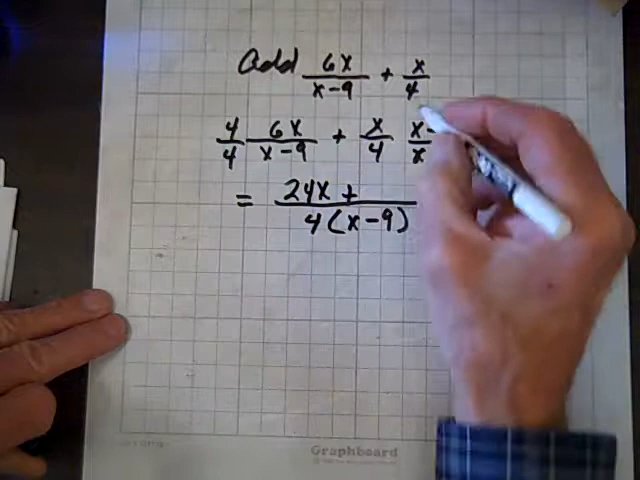 Add 6x/(x-9) + x/4
4/4 6x/(x-9) + x/4 x-/x
= 24x + / 4(x-9)
Graphboard